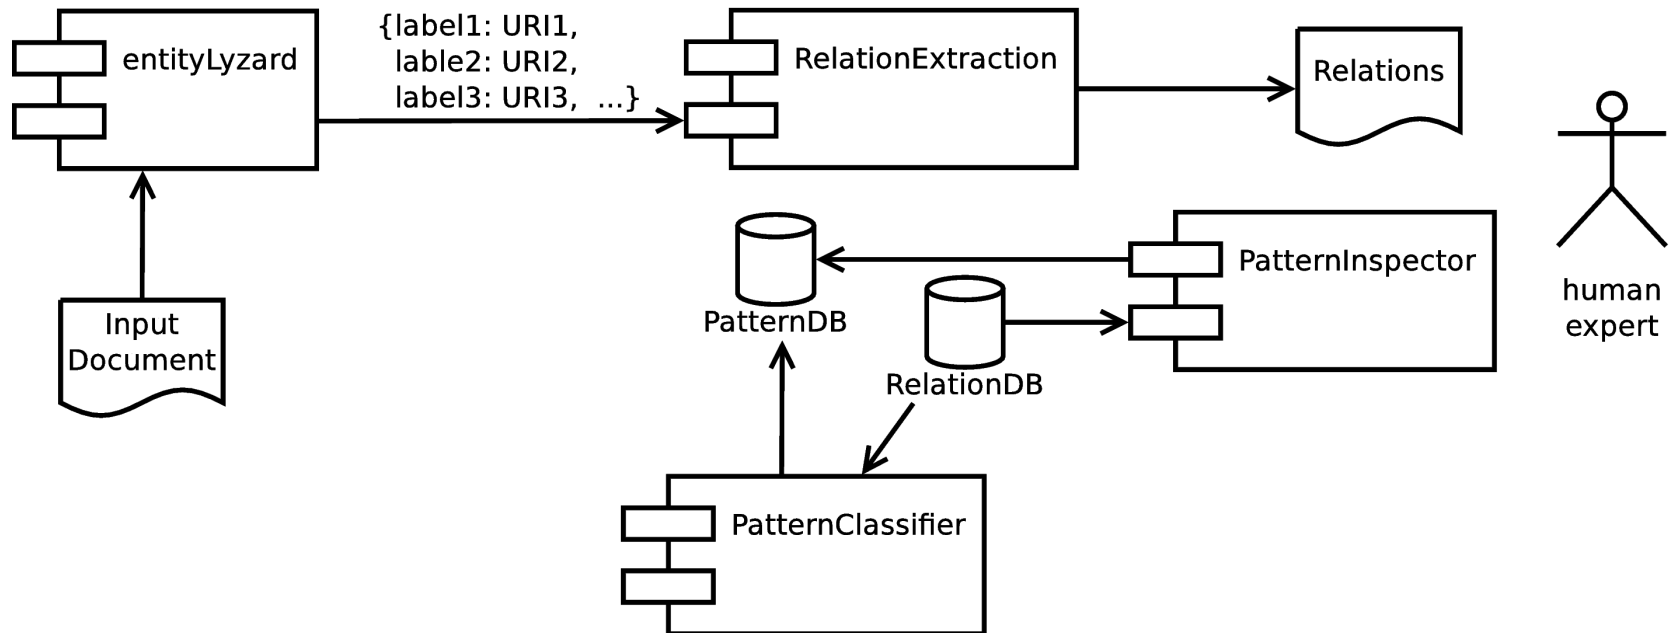 entityLyzard
{label1: URI1,
lable2: URI2,
label3: URI3, ...}
RelationExtraction
Relations
Input
Document
PatternDB
RelationDB
PatternInspector
human
expert
PatternClassifier